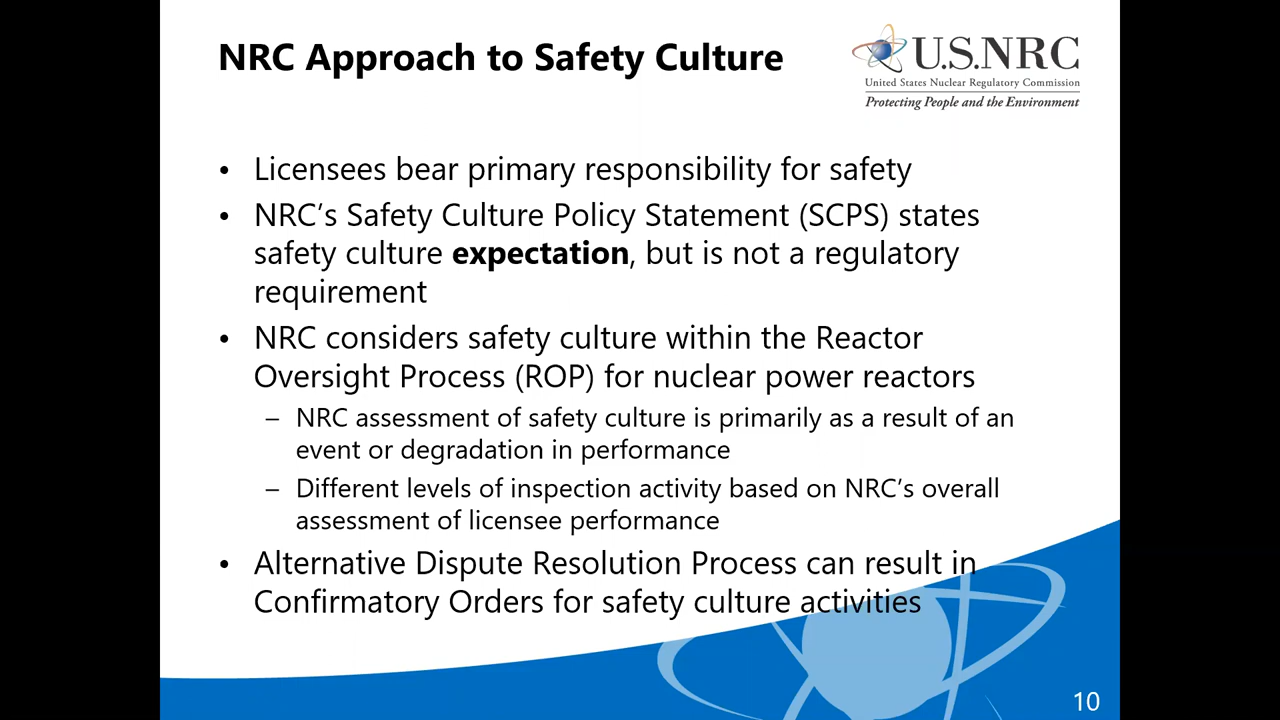 NRC Approach to Safety Culture
U.S.NRC
United States Nuclear Regulatory Commission
Protecting People and the Environment
• Licensees bear primary responsibility for safety
• NRC’s Safety Culture Policy Statement (SCPS) states
safety culture expectation, but is not a regulatory
requirement
• NRC considers safety culture within the Reactor
Oversight Process (ROP) for nuclear power reactors
– NRC assessment of safety culture is primarily as a result of an
event or degradation in performance
– Different levels of inspection activity based on NRC’s overall
assessment of licensee performance
• Alternative Dispute Resolution Process can result in
Confirmatory Orders for safety culture activities
10